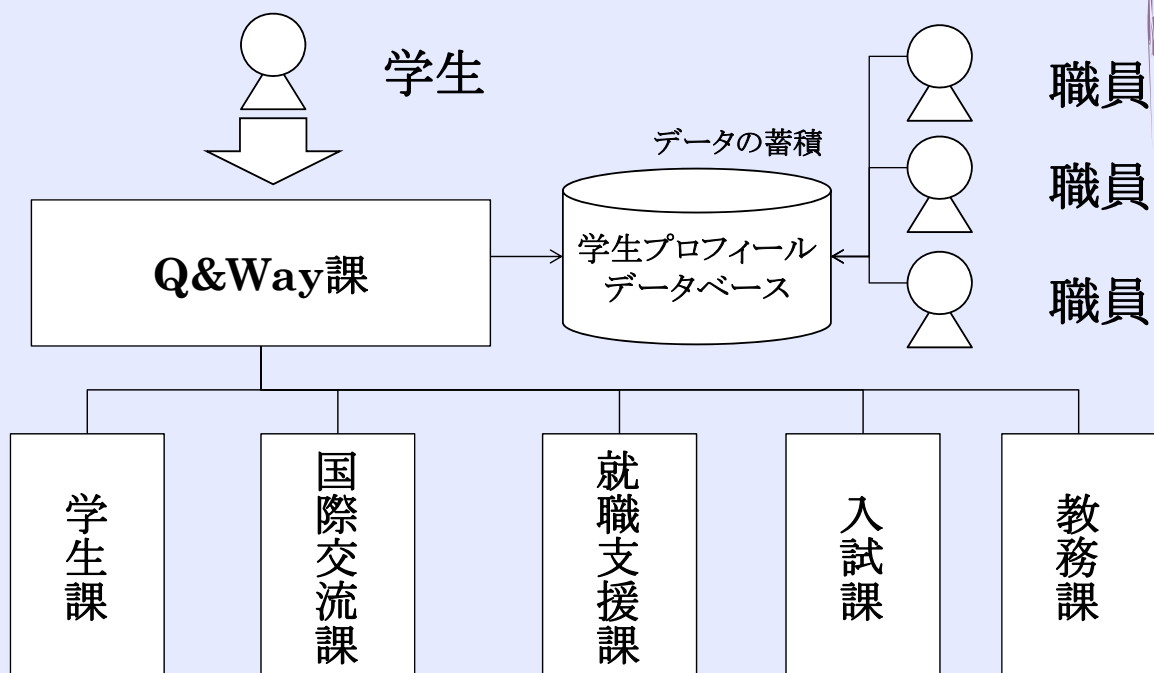 学生
職員
データの蓄積
職員
学生プロフィール
データベース
Q&Way課
職員
学生課
国際交流課
就職支援課
入試課
教務課